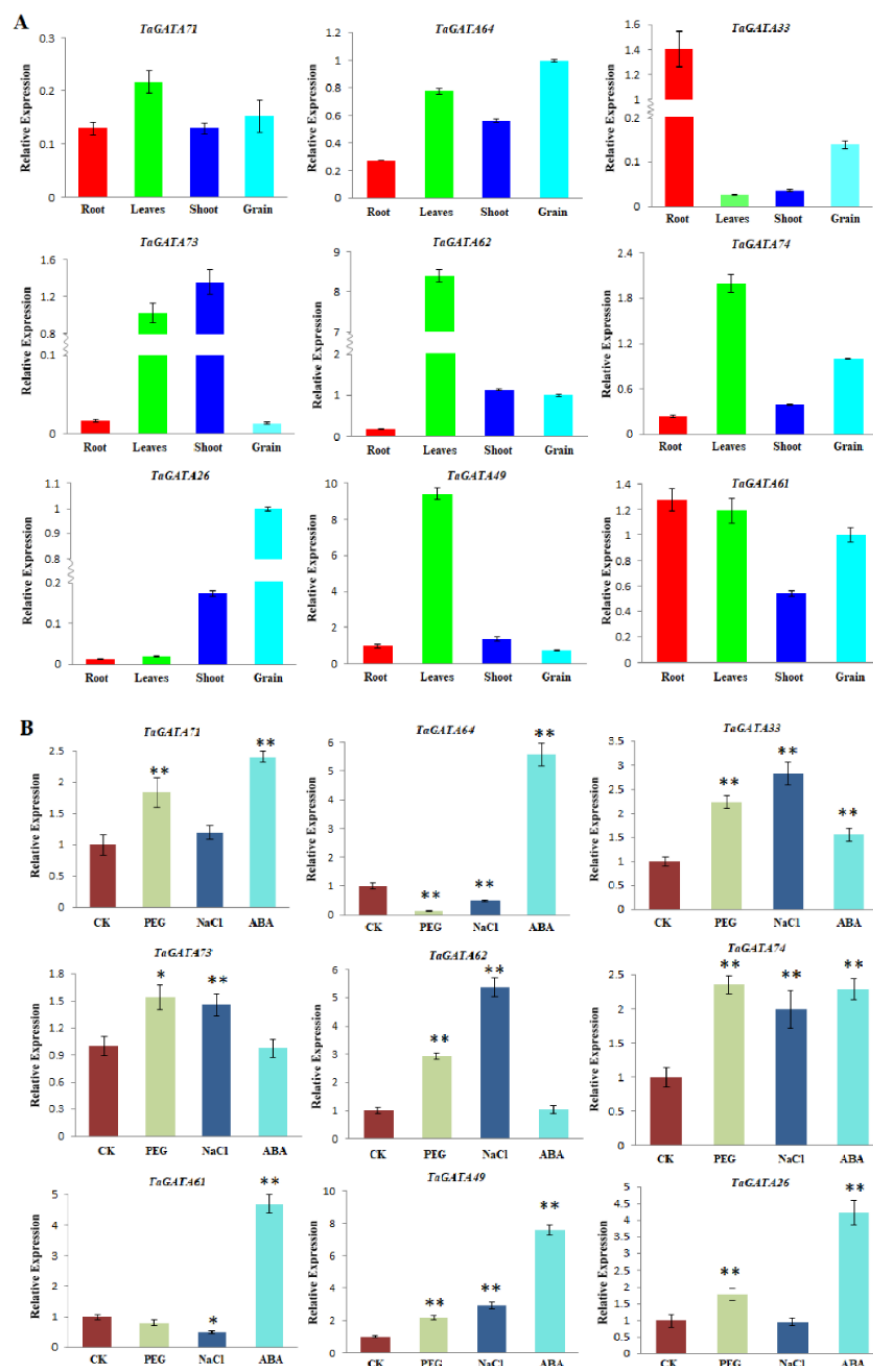 A
TaGATA71
Relative Expression
0.3
0.2
0.1
0
Root Leaves Shoot Grain
TaGATA64
Relative Expression
1.2
1
0.8
0.6
0.4
0.2
0
Root Leaves Shoot Grain
TaGATA33
Relative Expression
1.6
1.4
1.2
1
0.2
0.1
0
Root Leaves Shoot Grain
TaGATA73
Relative Expression
1.6
1.2
0.8
0.1
0
Root Leaves Shoot Grain
TaGATA62
Relative Expression
9
8
7
2
1
0
Root Leaves Shoot Grain
TaGATA74
Relative Expression
2.4
1.8
1.2
0.6
0
Root Leaves Shoot Grain
TaGATA26
Relative Expression
1.1
1
0.9
0.8
0.2
0.1
0
Root Leaves Shoot Grain
TaGATA49
Relative Expression
10
8
6
4
2
0
Root Leaves Shoot Grain
TaGATA61
Relative Expression
1.4
1.2
1
0.8
0.6
0.4
0.2
0
Root Leaves Shoot Grain
B
TaGATA71
Relative Expression
2.5
2
1.5
1
0.5
0
** **
CK PEG NaCl ABA
TaGATA64
Relative Expression
6
5
4
3
2
1
0
** ** **
CK PEG NaCl ABA
TaGATA33
Relative Expression
3.5
3
2.5
2
1.5
1
0.5
0
** ** **
CK PEG NaCl ABA
TaGATA73
Relative Expression
1.8
1.5
1.2
0.9
0.6
0.3
0
* **
CK PEG NaCl ABA
TaGATA62
Relative Expression
6
5
4
3
2
1
0
** **
CK PEG NaCl ABA
TaGATA74
Relative Expression
2.5
2
1.5
1
0.5
0
** ** **
CK PEG NaCl ABA
TaGATA61
Relative Expression
5
4
3
2
1
0
* **
CK PEG NaCl ABA
TaGATA49
Relative Expression
10
8
6
4
2
0
** ** **
CK PEG NaCl ABA
TaGATA26
Relative Expression
5
4.5
4
3.5
3
2.5
2
1.5
1
0.5
0
** **
CK PEG NaCl ABA